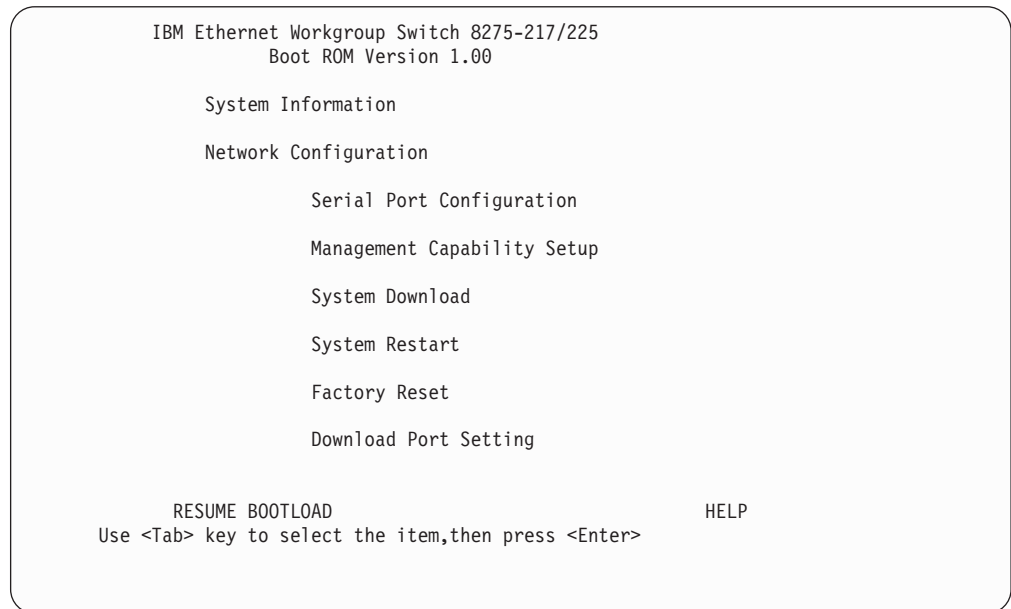 IBM Ethernet Workgroup Switch 8275-217/225
Boot ROM Version 1.00
System Information
Network Configuration
Serial Port Configuration
Management Capability Setup
System Download
System Restart
Factory Reset
Download Port Setting
RESUME BOOTLOAD HELP
Use <Tab> key to select the item,then press <Enter>